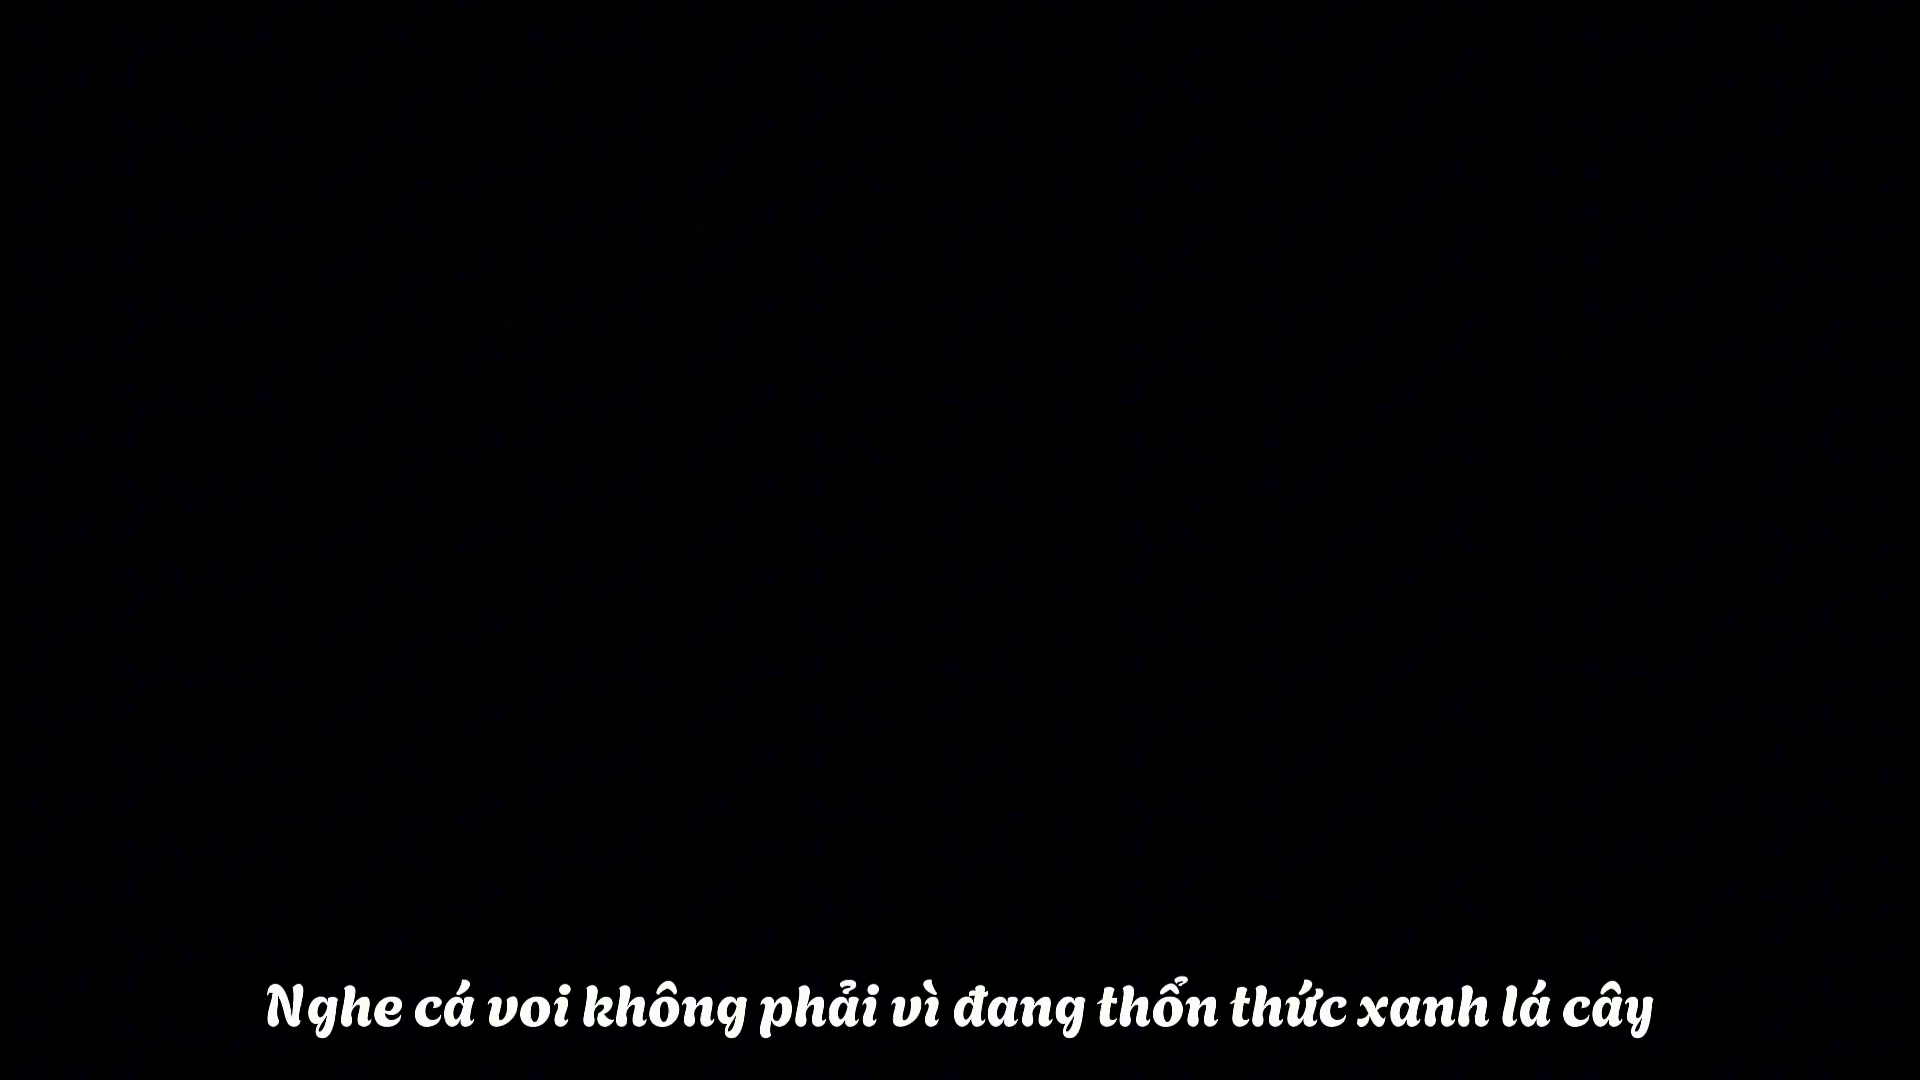 Nghe cá voi không phải vì đang thổn thức xanh lá cây